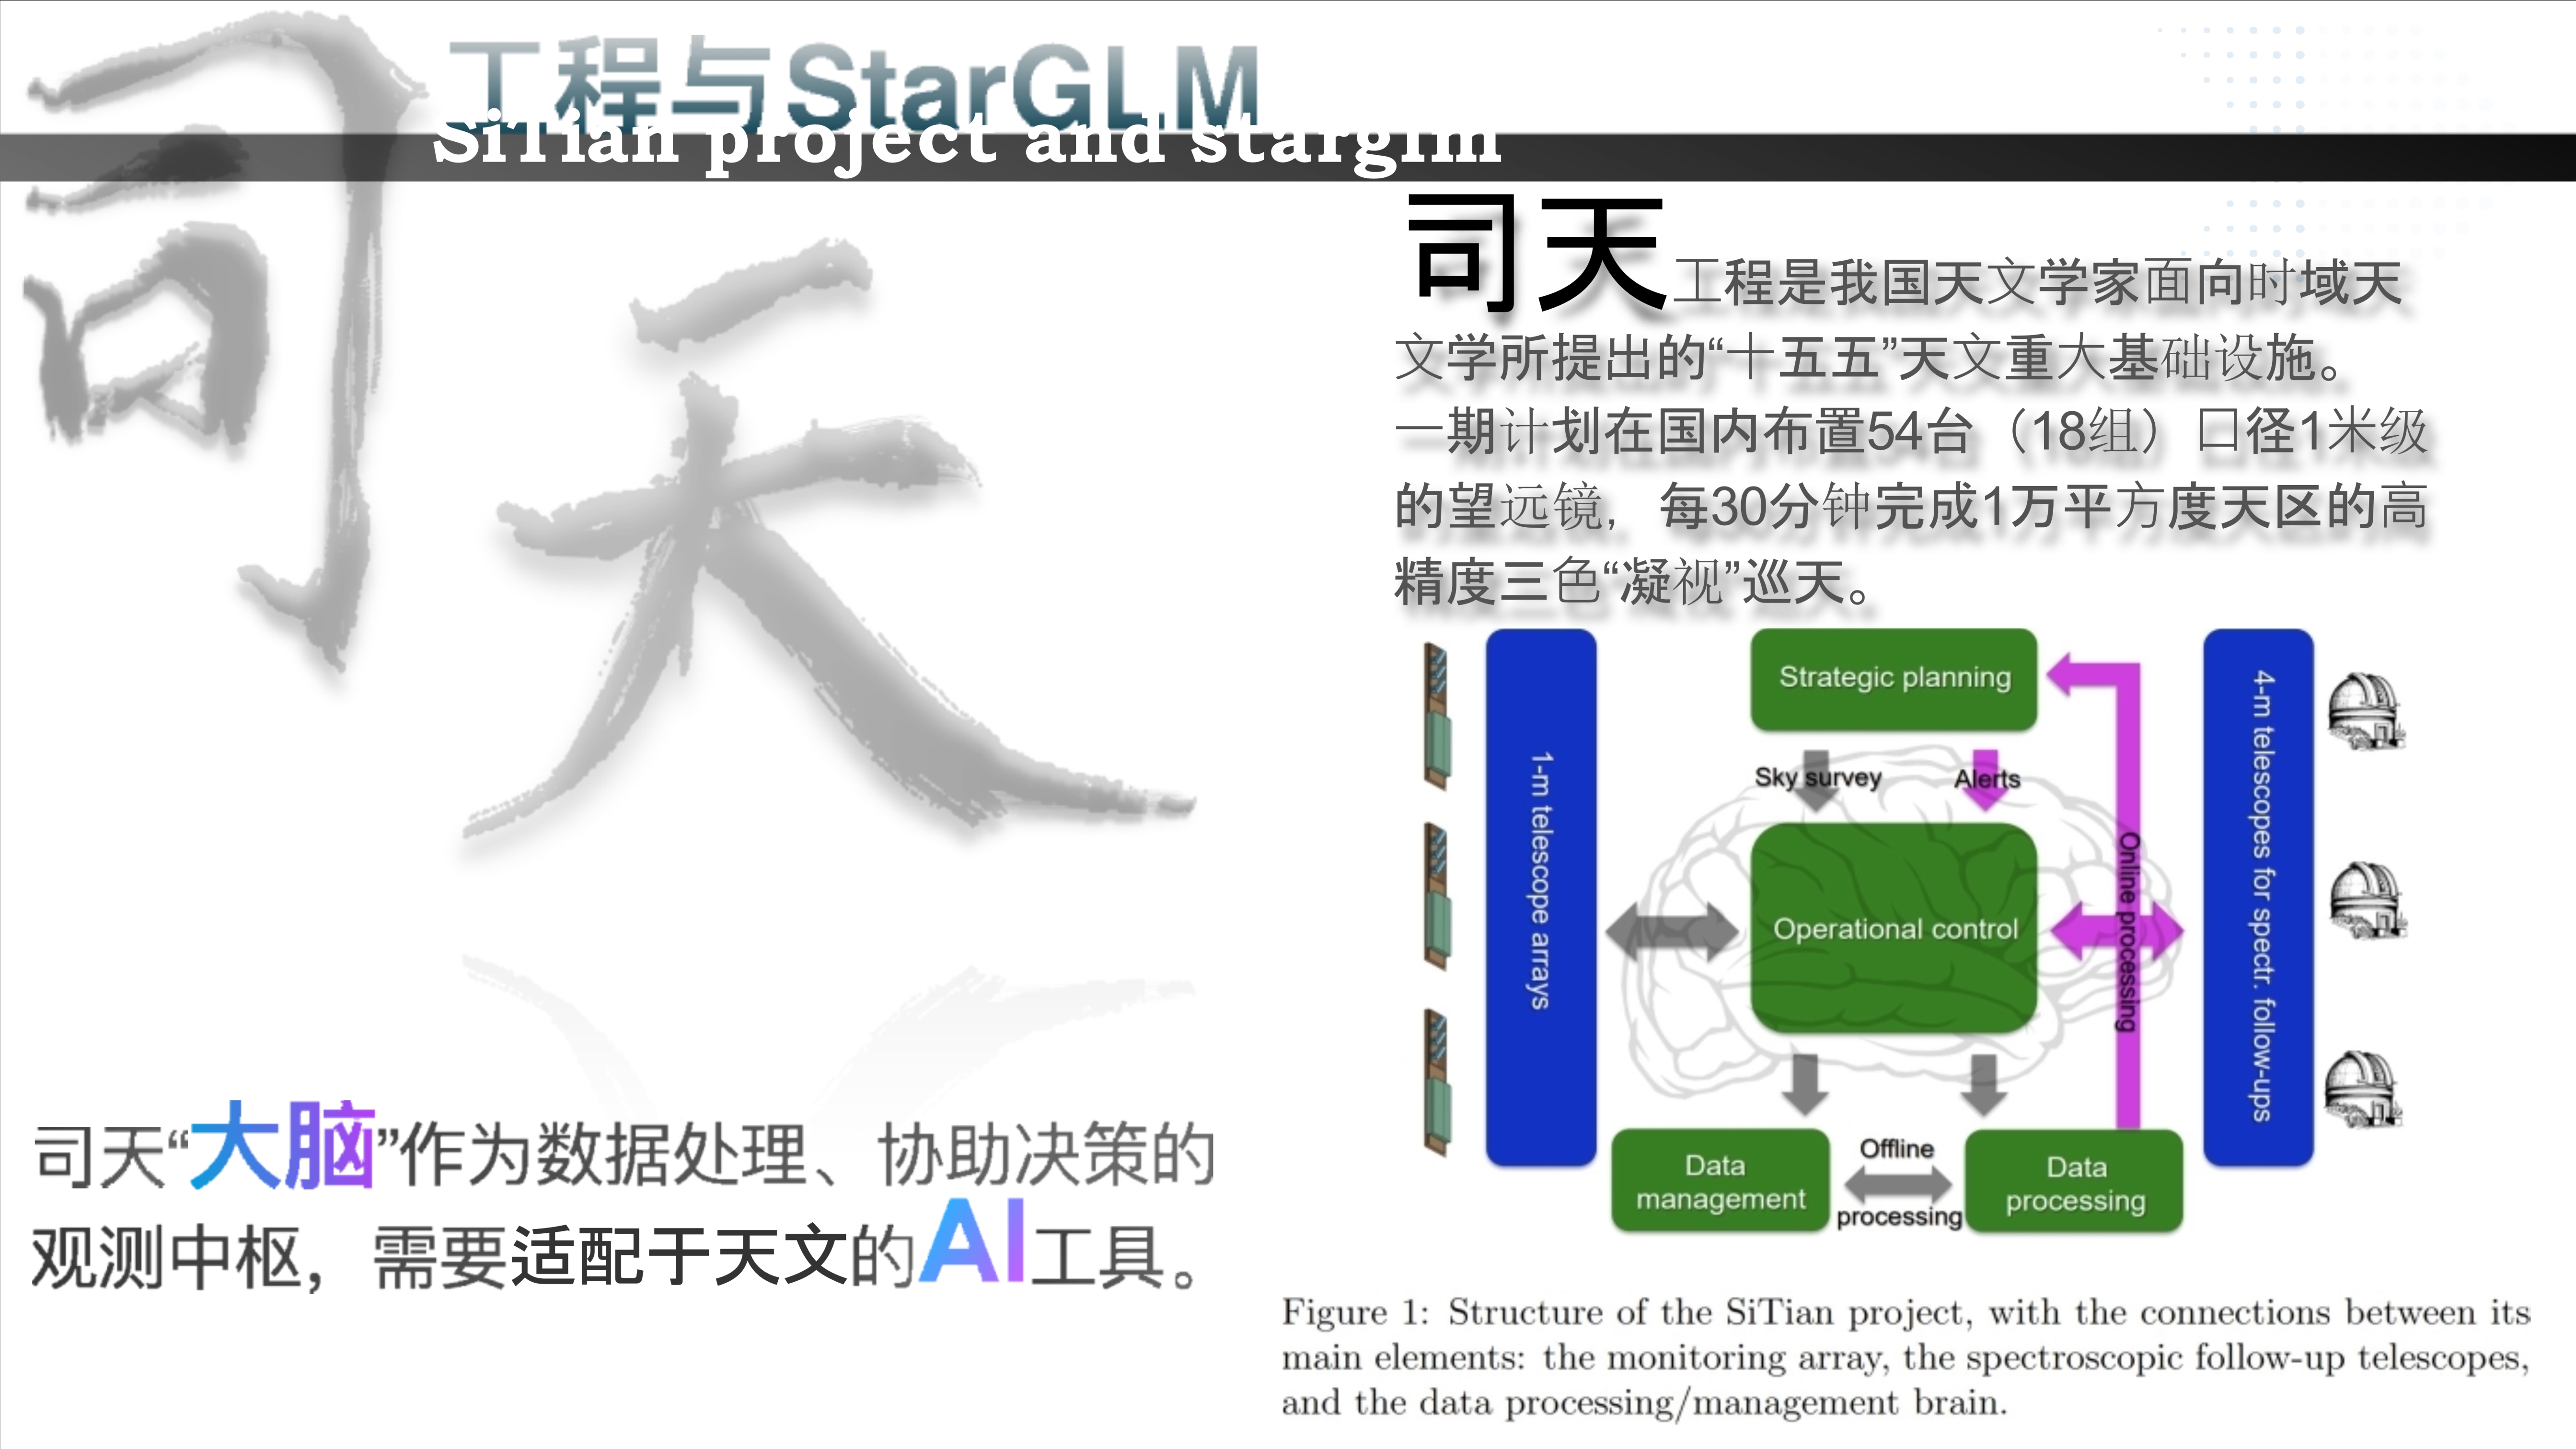 司天
工程与StarGLM
SiTian project and starglm
司天工程是我国天文学家面向时域天
文学所提出的“十五五”天文重大基础设施。
一期计划在国内布置54台（18组）口径1米级
的望远镜，每30分钟完成1万平方度天区的高
精度三色“凝视”巡天。
司天“大脑”作为数据处理、协助决策的
观测中枢，需要适配于天文的AI工具。
1-m telescope arrays
Strategic planning
Sky survey
Alerts
Operational control
Online processing
4-m telescopes for spectr. follow-ups
Data
management
Offline
processing
Data
processing
Figure 1: Structure of the SiTian project, with the connections between its
main elements: the monitoring array, the spectroscopic follow-up telescopes,
and the data processing/management brain.